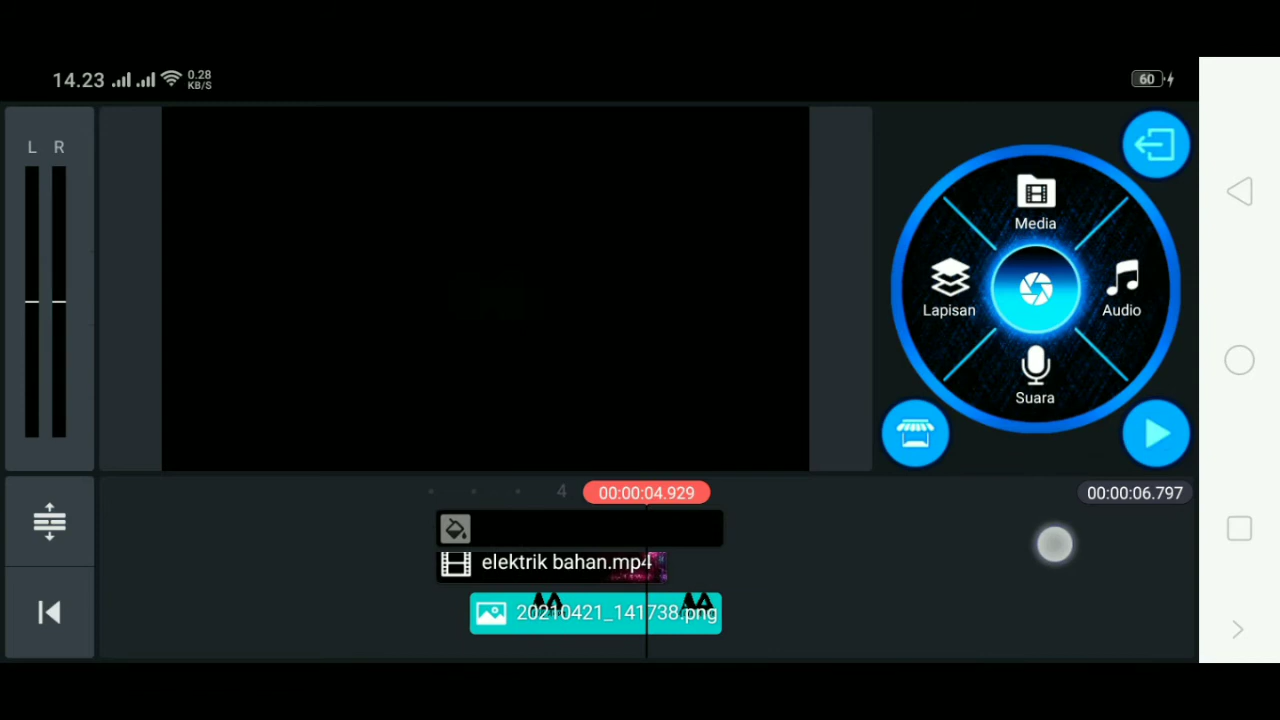 14.23
0.28
KB/S
60
L R
Media
Lapisan
Audio
Suara
4
00:00:04.929
00:00:06.797
elektrik bahan.mp4
20210421_141738.png